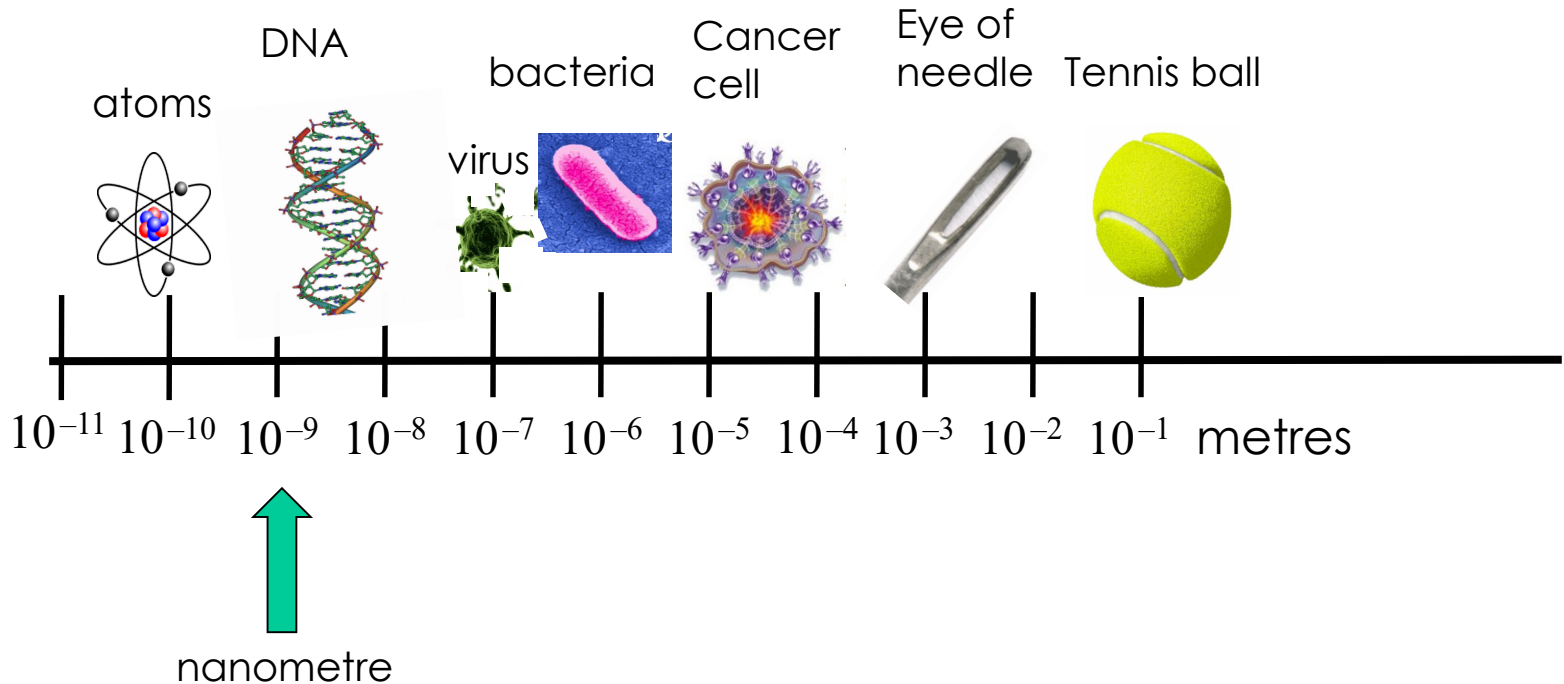 DNA
Cancer
cell
Eye of
needle
bacteria
Tennis ball
atoms
virus
10⁻¹¹ 10⁻¹⁰ 10⁻⁹ 10⁻⁸ 10⁻⁷ 10⁻⁶ 10⁻⁵ 10⁻⁴ 10⁻³ 10⁻² 10⁻¹ metres
nanometre